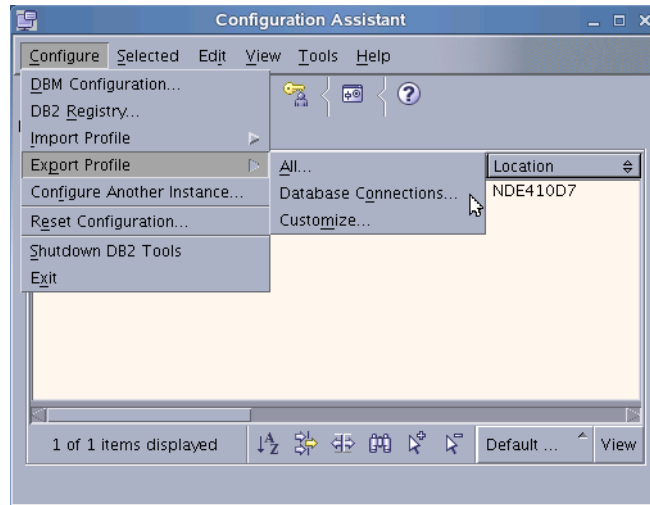 Configuration Assistant
Configure Selected Edit View Tools Help
DBM Configuration...
DB2 Registry...
Import Profile
Export Profile
Configure Another Instance...
Reset Configuration...
Shutdown DB2 Tools
Exit
All...
Database Connections...
Customize...
Location
NDE410D7
1 of 1 items displayed
Default ...
View